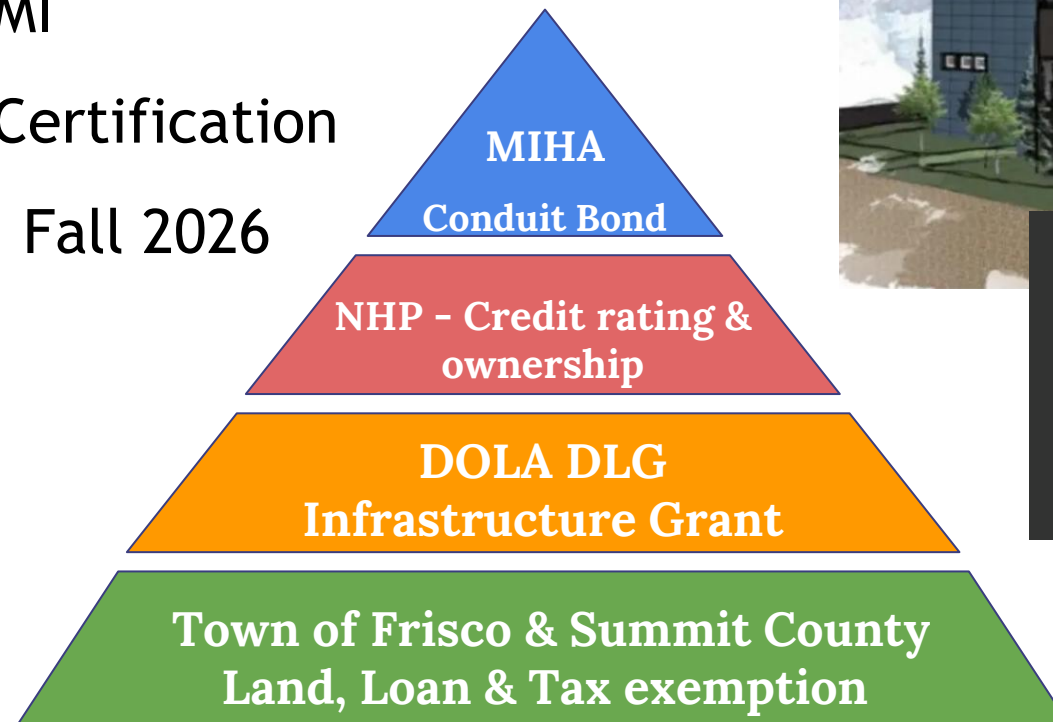 MI
Certification
Fall 2026
MIHA
Conduit Bond
NHP - Credit rating &
ownership
DOLA DLG
Infrastructure Grant
Town of Frisco & Summit County
Land, Loan & Tax exemption